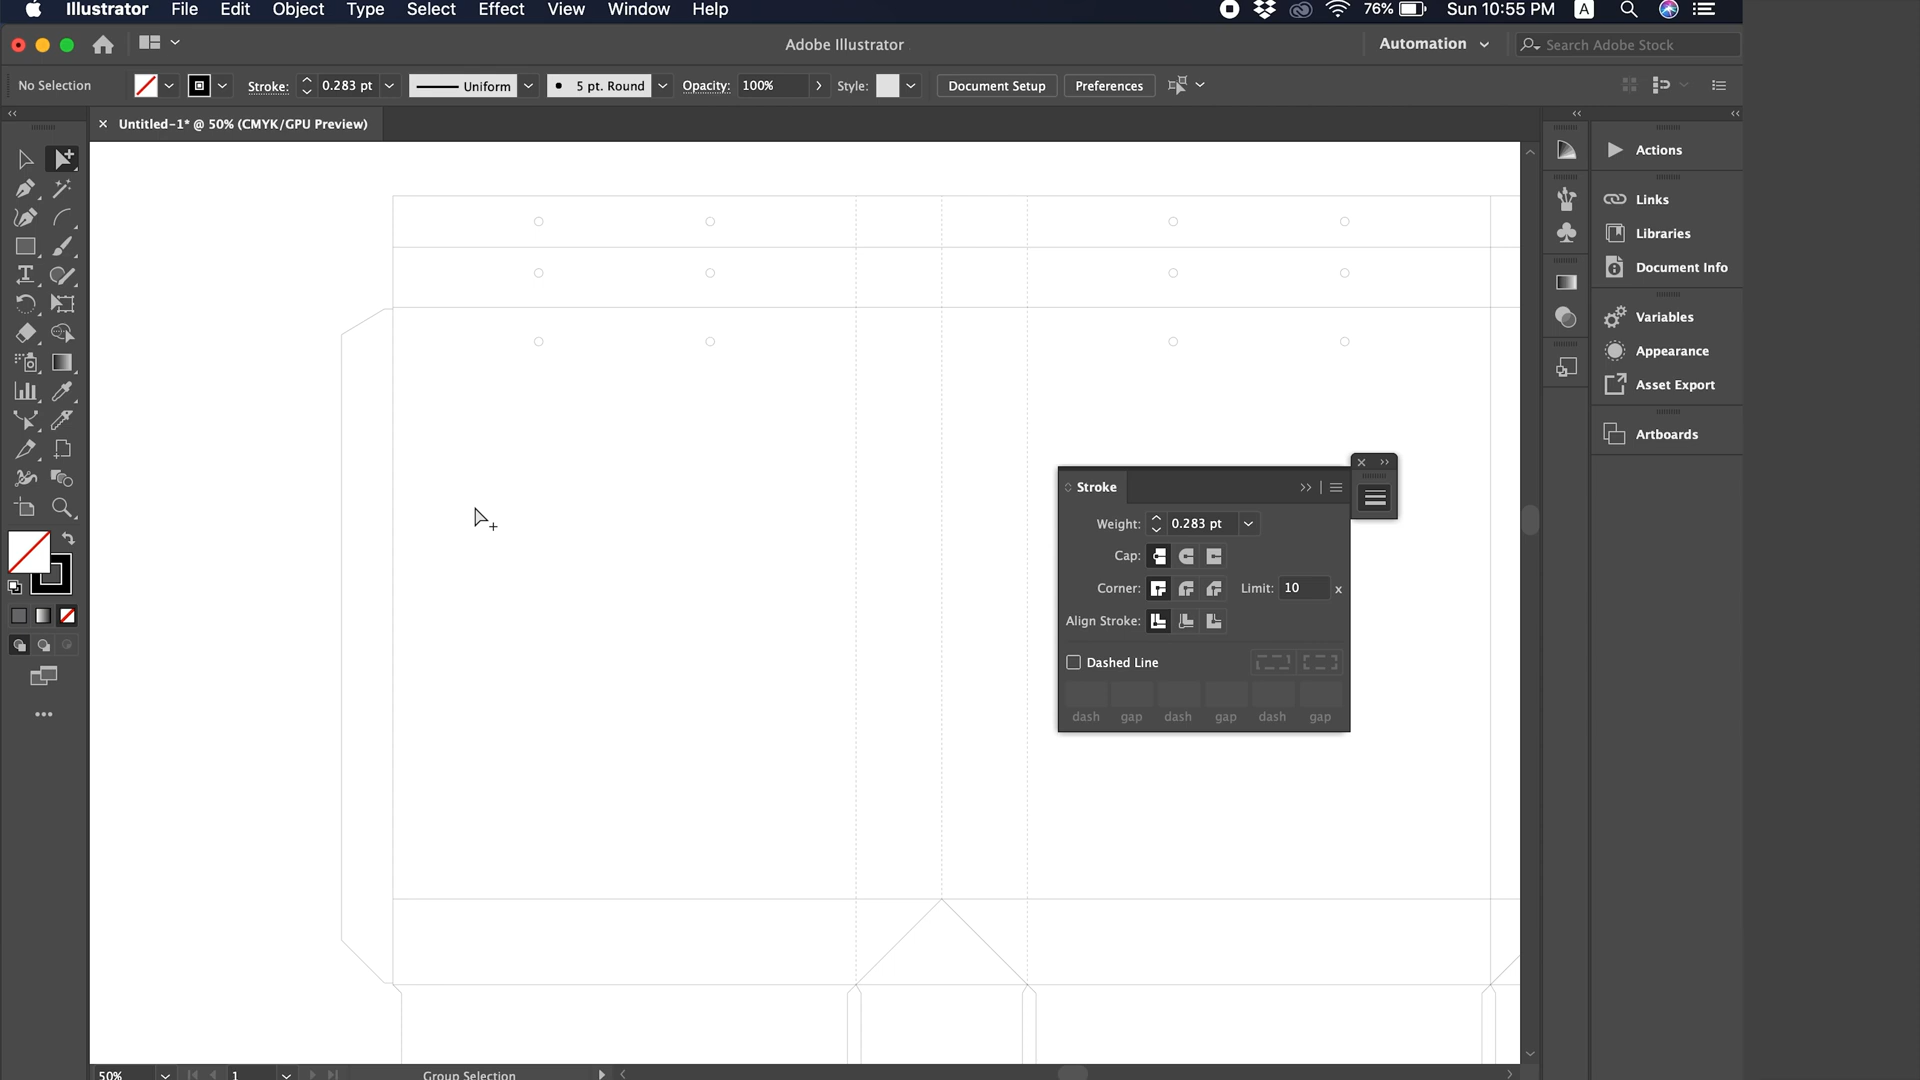 Illustrator File Edit Object Type Select Effect View Window Help 76% Sun 10:55 PM A
Adobe Illustrator Automation Search Adobe Stock
No Selection Stroke: 0.283 pt Uniform 5 pt. Round Opacity: 100% Style: Document Setup Preferences
Untitled-1* @ 50% (CMYK/GPU Preview)
Actions
Links
Libraries
Document Info
Variables
Appearance
Asset Export
Artboards
Stroke
Weight: 0.283 pt
Cap:
Corner: Limit: 10 x
Align Stroke:
Dashed Line
dash gap dash gap dash gap
50% 1 Group Selection